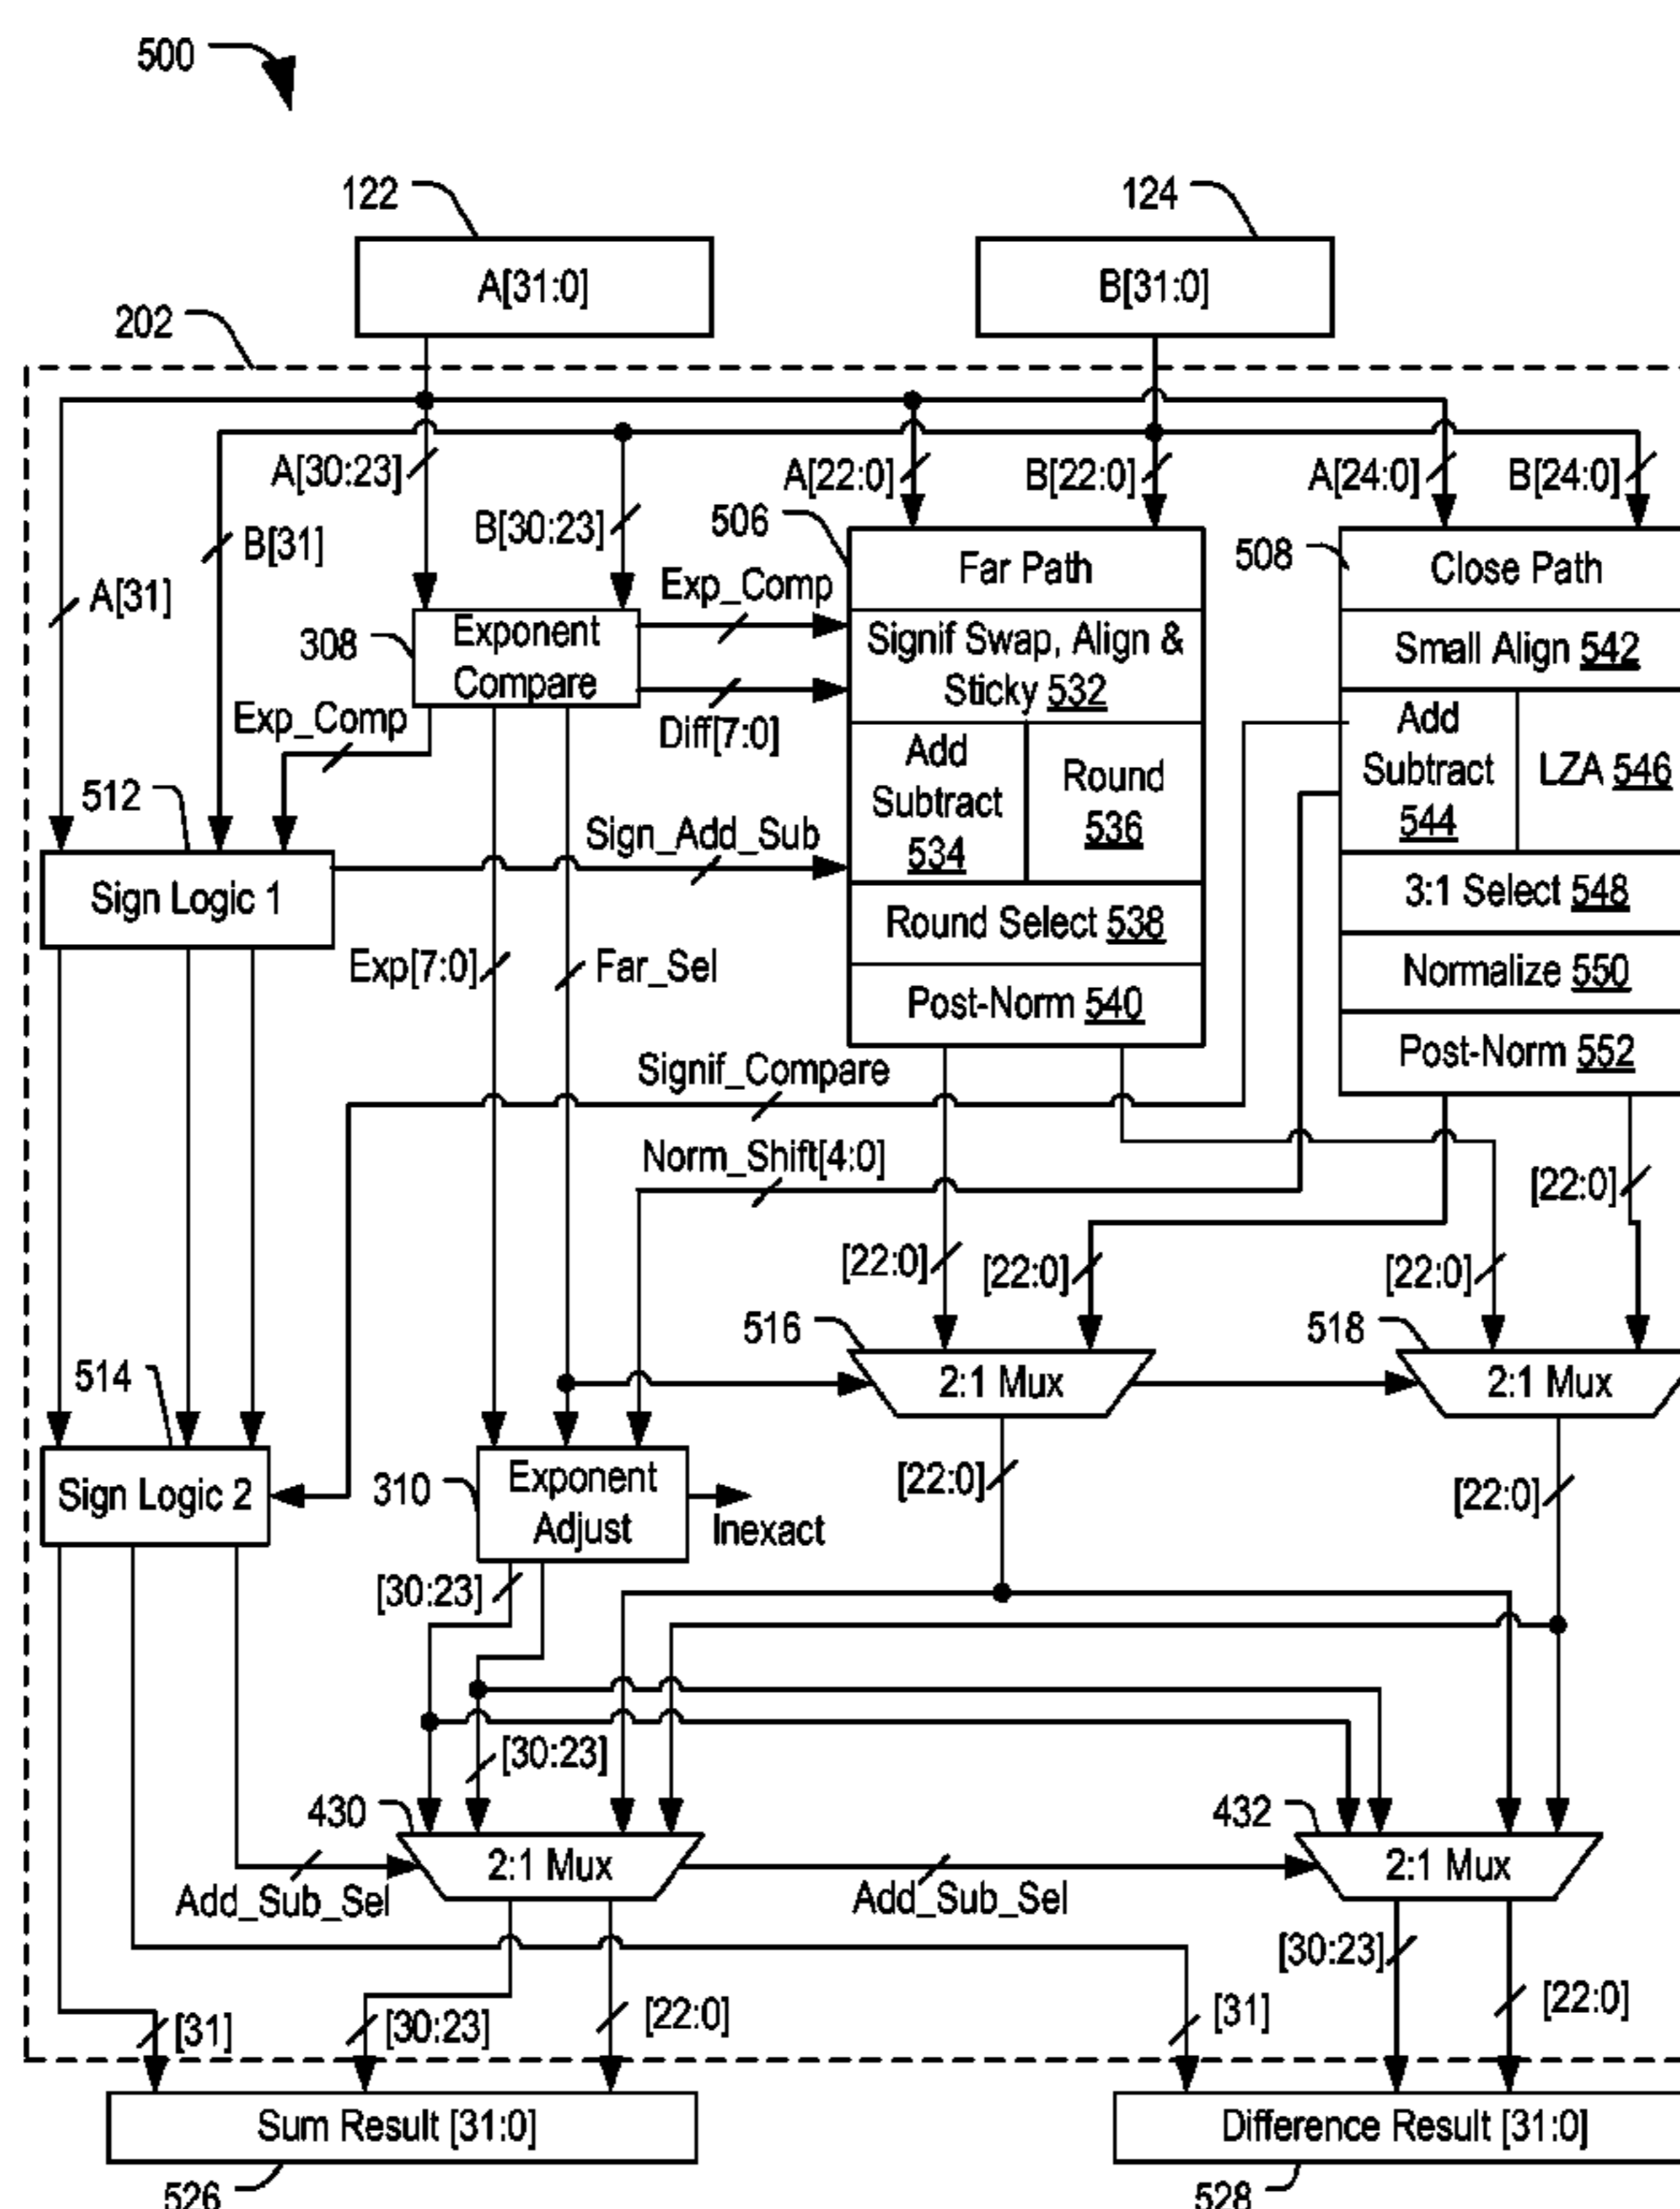 500
122
124
A[31:0]
B[31:0]
202
A[30:23]
A[22:0]
B[22:0]
A[24:0]
B[24:0]
B[31]
B[30:23]
506
508
Far Path
Close Path
A[31]
Exp_Comp
308
Exponent
Compare
Signif Swap, Align &
Sticky 532
Small Align 542
Exp_Comp
Diff[7:0]
Add
Subtract
534
Round
536
Add
Subtract
544
LZA 546
512
Sign_Add_Sub
Sign Logic 1
Round Select 538
3:1 Select 548
Exp[7:0]
Far_Sel
Post-Norm 540
Normalize 550
Post-Norm 552
Signif_Compare
Norm_Shift[4:0]
[22:0]
[22:0]
[22:0]
[22:0]
516
518
2:1 Mux
2:1 Mux
514
Sign Logic 2
310
Exponent
Adjust
Inexact
[22:0]
[22:0]
[30:23]
[30:23]
430
432
2:1 Mux
2:1 Mux
Add_Sub_Sel
Add_Sub_Sel
[30:23]
[31]
[30:23]
[22:0]
[31]
[22:0]
Sum Result [31:0]
Difference Result [31:0]
526
528